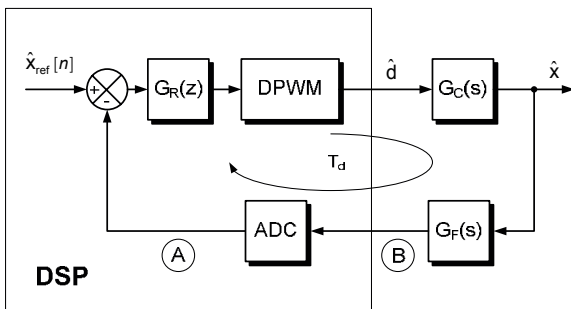 x̂ref [n]
+
-
GR(z)
DPWM
d̂
GC(s)
x̂
Td
ADC
GF(s)
A
B
DSP